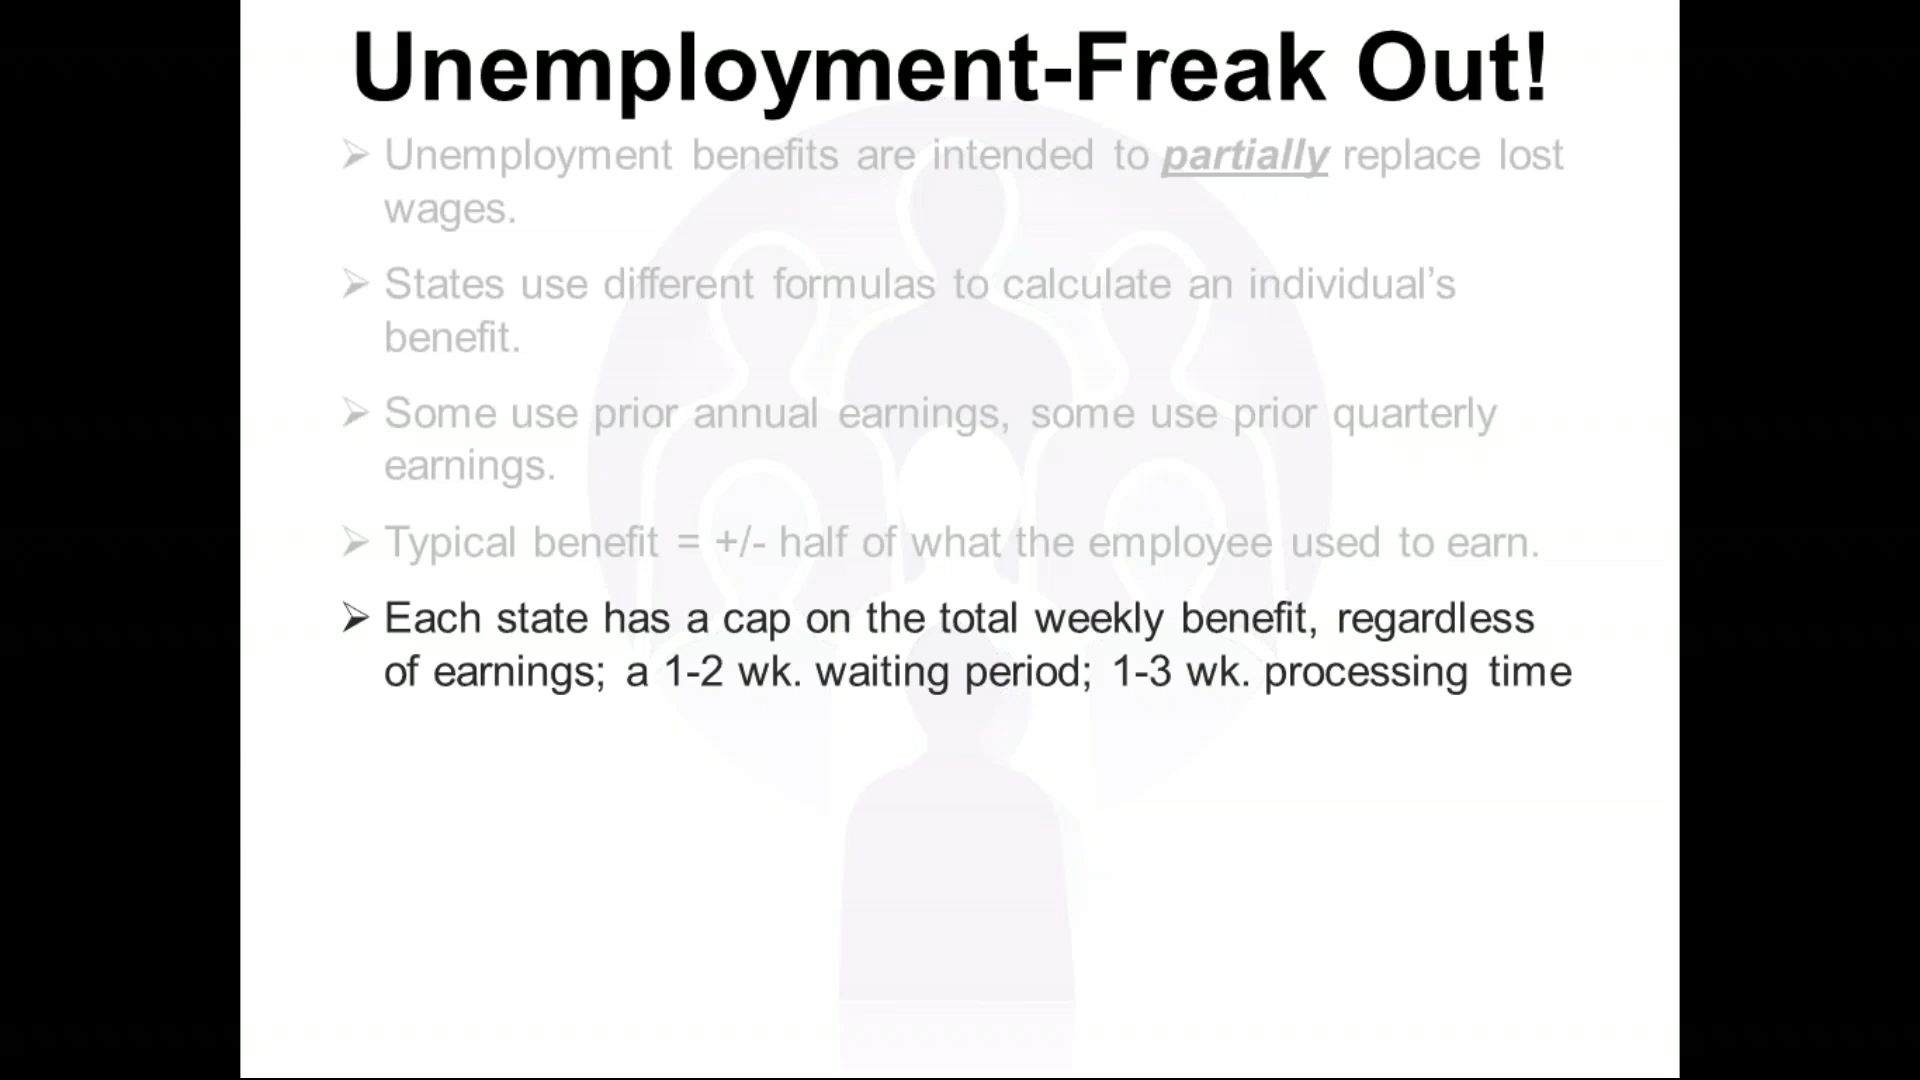 Unemployment-Freak Out!
➢ Unemployment benefits are intended to partially replace lost
wages.
➢ States use different formulas to calculate an individual’s
benefit.
➢ Some use prior annual earnings, some use prior quarterly
earnings.
➢ Typical benefit = +/- half of what the employee used to earn.
➢ Each state has a cap on the total weekly benefit, regardless
of earnings; a 1-2 wk. waiting period; 1-3 wk. processing time